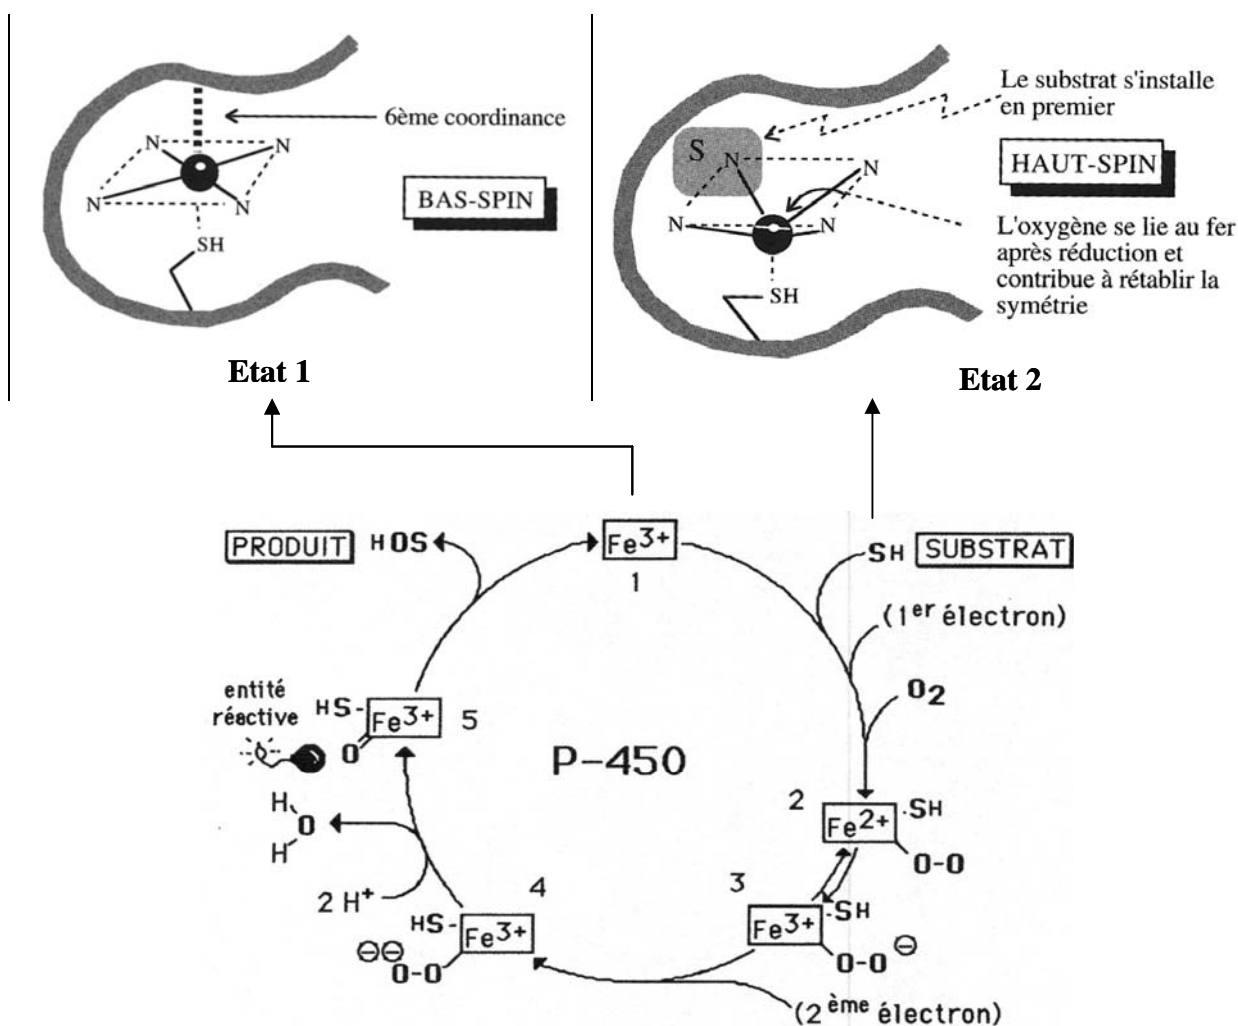 6ème coordinance
N
N
N
N
SH
BAS-SPIN
Etat 1
Le substrat s'installe
en premier
S
N
N
N
N
HAUT-SPIN
L'oxygène se lie au fer
après réduction et
contribue à rétablir la
symétrie
SH
Etat 2
PRODUIT
HOS
Fe3+
1
SH
SUBSTRAT
(1er électron)
O2
entité
réactive
HS-
Fe3+
5
O
P-450
2
SH
Fe2+
O-O
H
O
H
2 H+
4
HS-
Fe3+
⊖⊖
O-O
3
SH
Fe3+
O-O ⊖
(2ème électron)